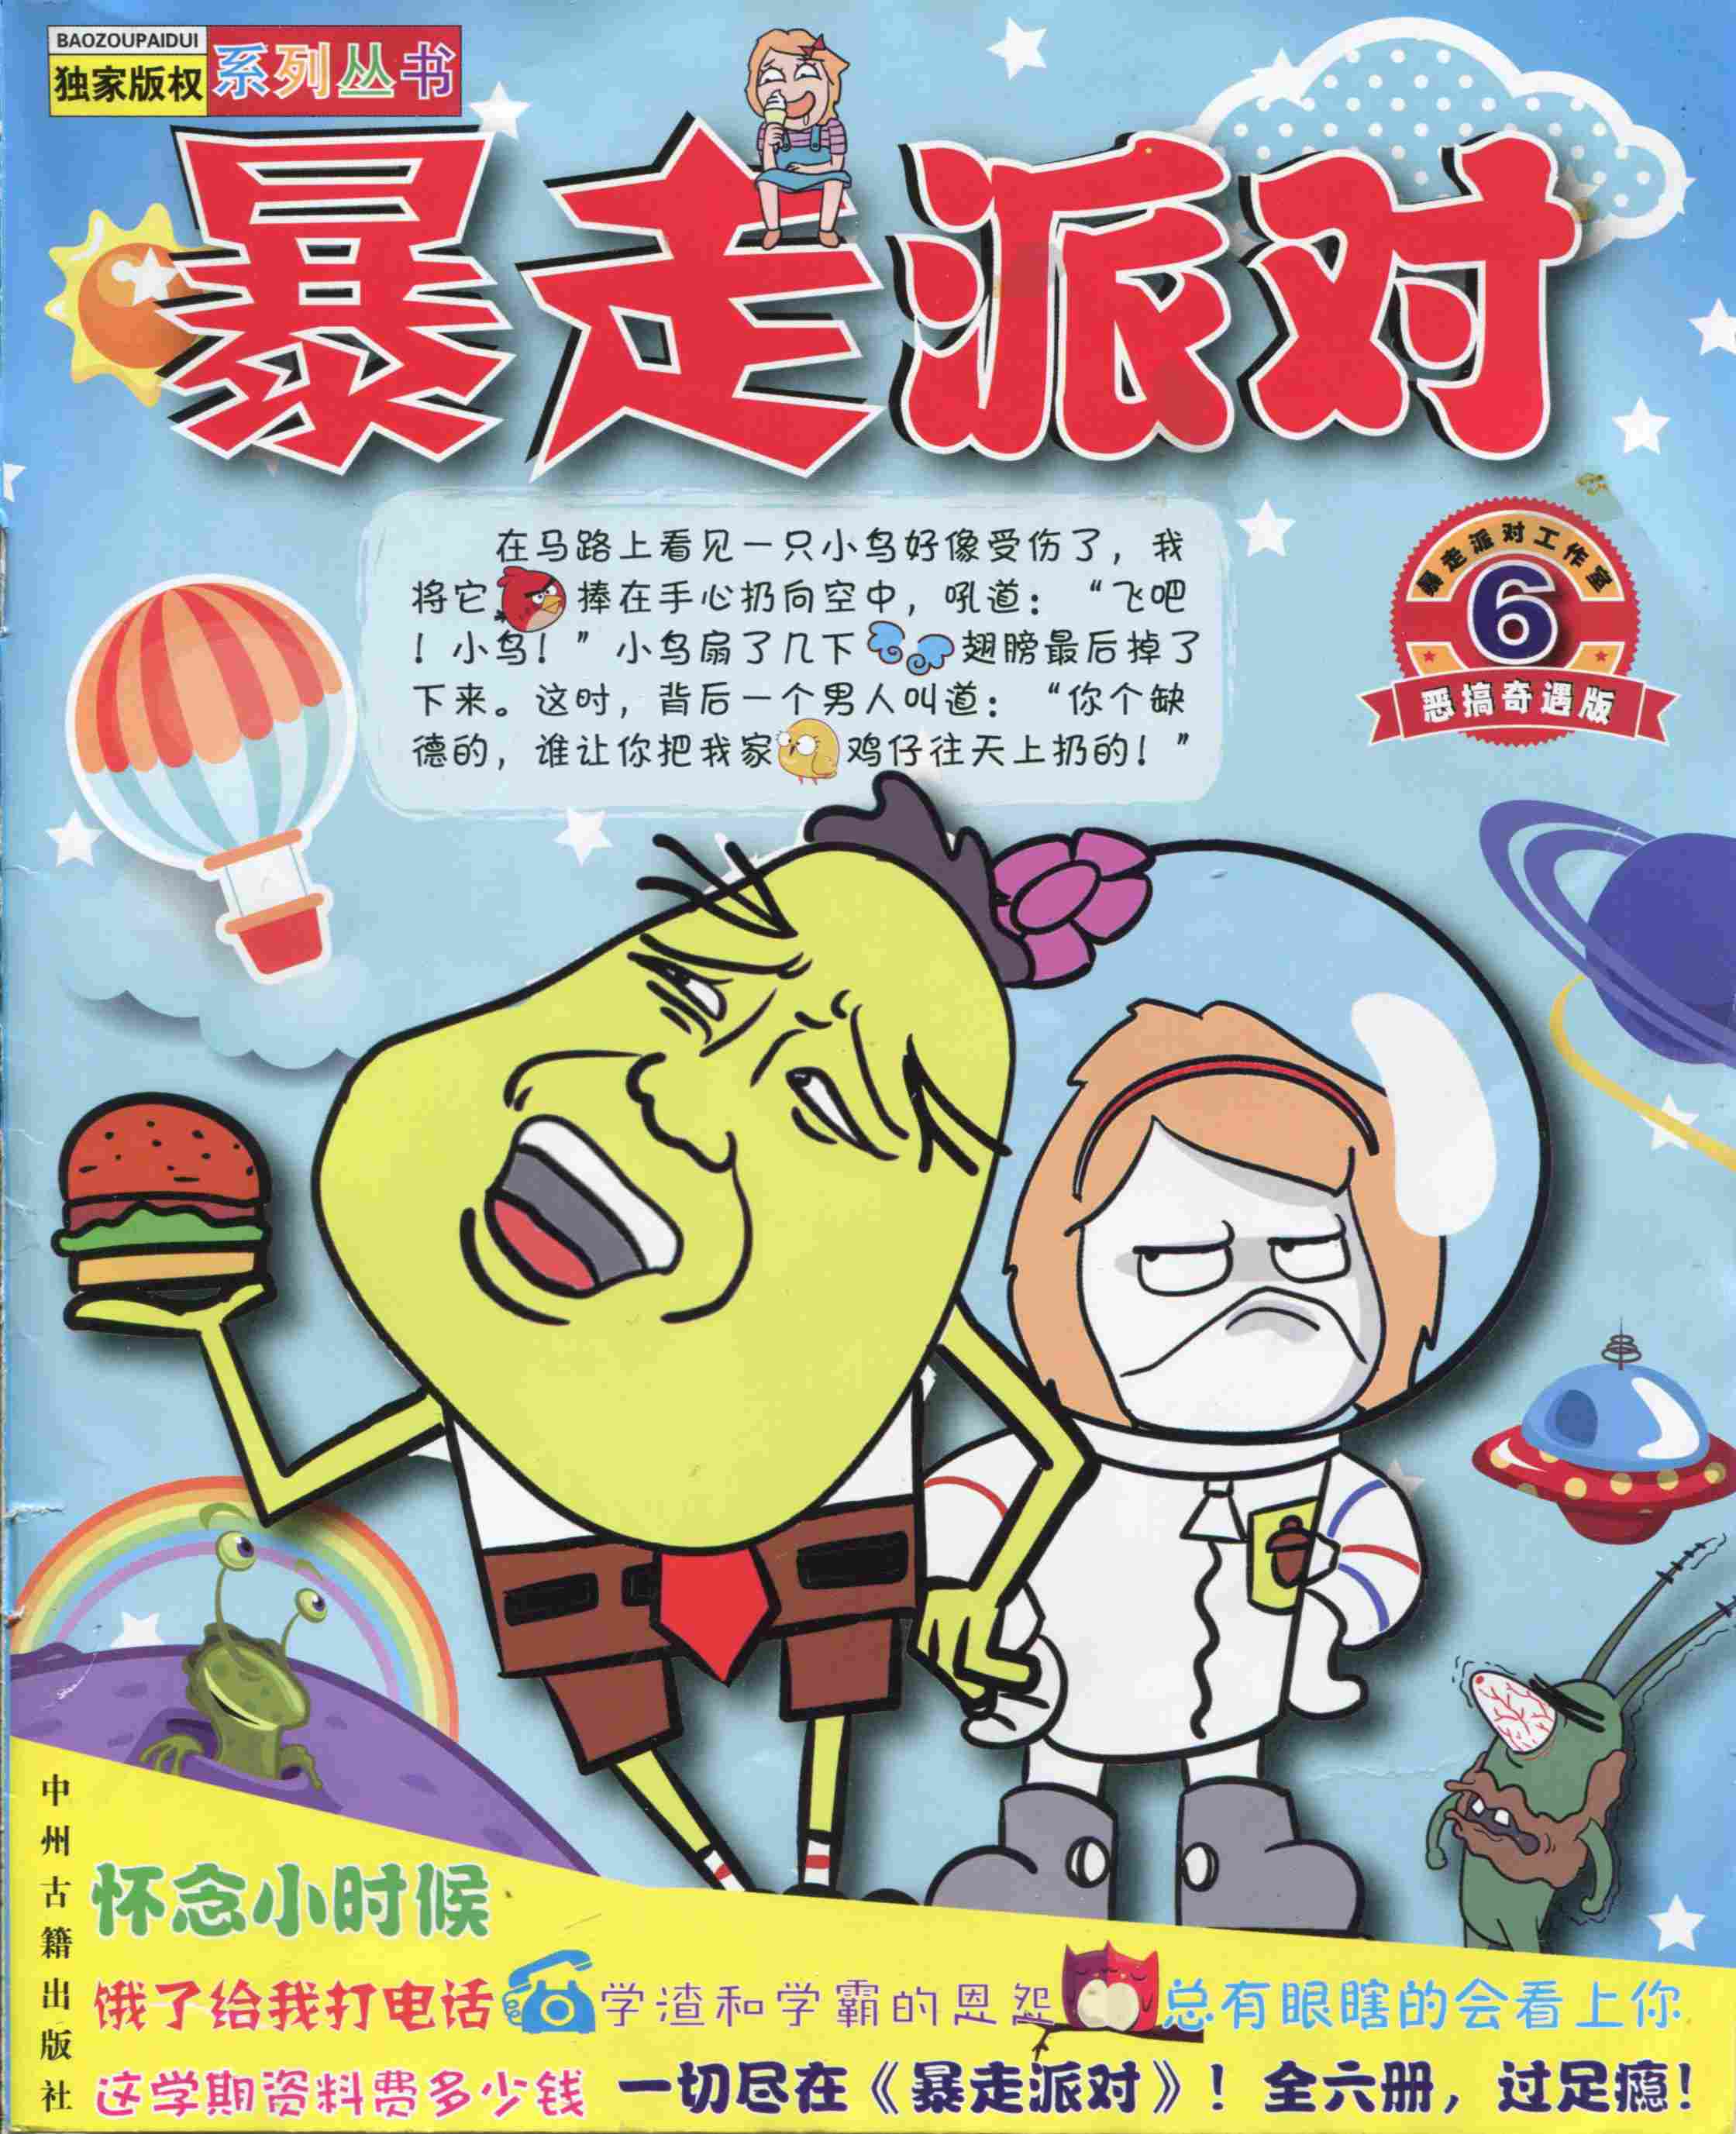 BAOZOUPAIDUI
独家版权
系列丛书
暴走派对
在马路上看见一只小鸟好像受伤了，我
将它捧在手心扔向空中，吼道：“飞吧
！小鸟！”小鸟扇了几下翅膀最后掉了
下来。这时，背后一个男人叫道：“你个缺
德的，谁让你把我家鸡仔往天上扔的！”
暴走派对工作室
6
恶搞奇遇版
中州古籍出版社
怀念小时候
饿了给我打电话
学渣和学霸的恩怨
总有眼瞎的会看上你
这学期资料费多少钱
一切尽在《暴走派对》！全六册，过足瘾！